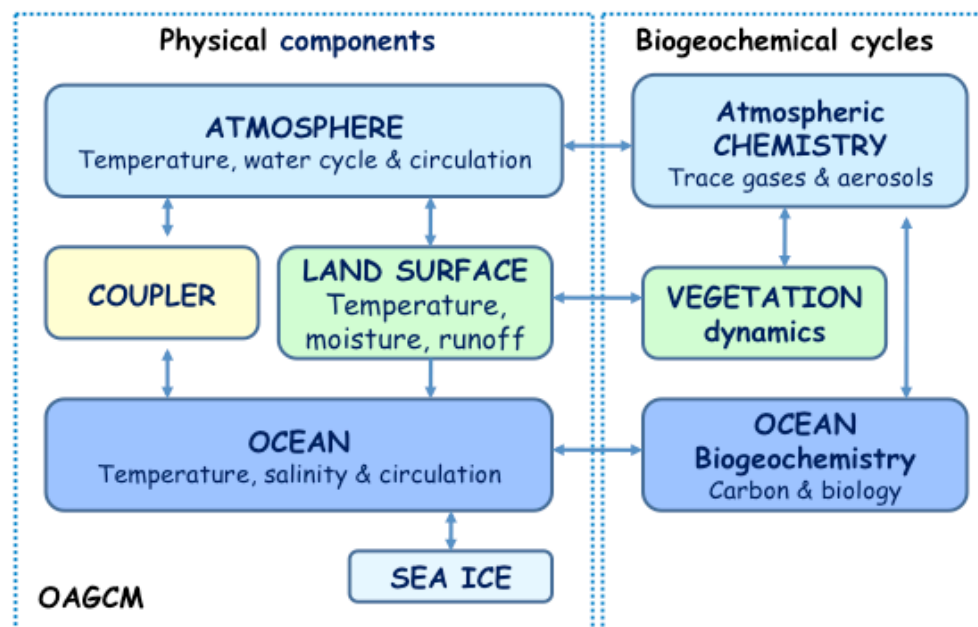 Physical components
Biogeochemical cycles
ATMOSPHERE
Temperature, water cycle & circulation
Atmospheric
CHEMISTRY
Trace gases & aerosols
COUPLER
LAND SURFACE
Temperature,
moisture, runoff
VEGETATION
dynamics
OCEAN
Temperature, salinity & circulation
OCEAN
Biogeochemistry
Carbon & biology
SEA ICE
OAGCM